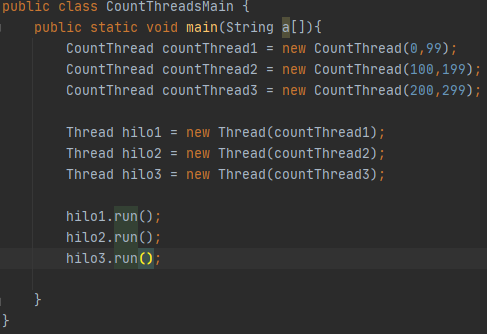 public class CountThreadsMain {
    public static void main(String a[]){
        CountThread countThread1 = new CountThread(0,99);
        CountThread countThread2 = new CountThread(100,199);
        CountThread countThread3 = new CountThread(200,299);

        Thread hilo1 = new Thread(countThread1);
        Thread hilo2 = new Thread(countThread2);
        Thread hilo3 = new Thread(countThread3);

        hilo1.run();
        hilo2.run();
        hilo3.run();

    }
}